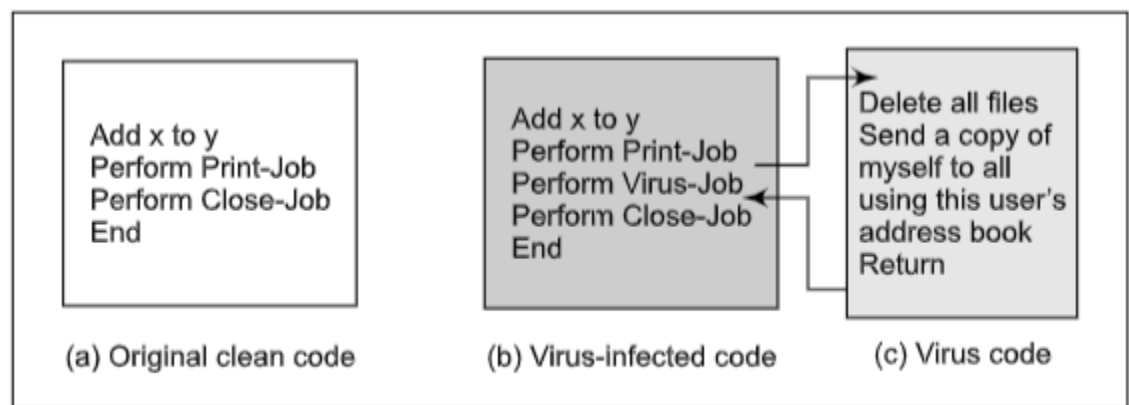 Add x to y
Perform Print-Job
Perform Close-Job
End
(a) Original clean code
Add x to y
Perform Print-Job
Perform Virus-Job
Perform Close-Job
End
(b) Virus-infected code
Delete all files
Send a copy of
myself to all
using this user's
address book
Return
(c) Virus code